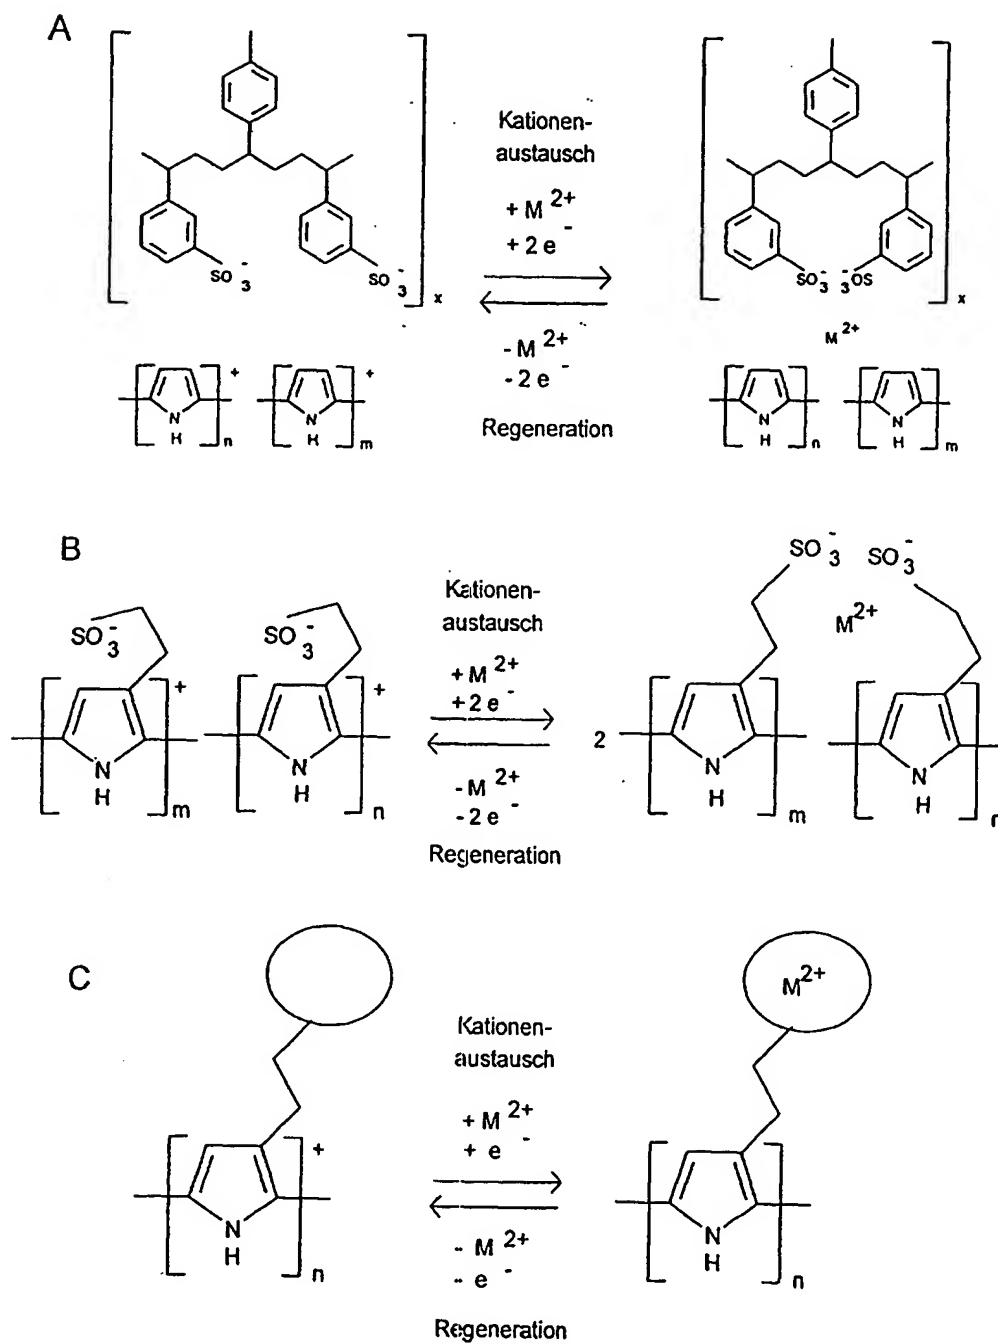 A
Kationen-
austausch
+ M 2+
+ 2 e -
SO 3 -
SO 3 -
x
SO 3 - - 3 OS
x
M 2+
- M 2+
- 2 e -
Regeneration
+
N
H
n
+
N
H
m
N
H
n
N
H
m
B
SO 3 -
SO 3 -
Kationen-
austausch
+ M 2+
+ 2 e -
SO 3 -
SO 3 -
M 2+
- M 2+
- 2 e -
Regeneration
+
N
H
m
+
N
H
n
2
N
H
m
N
H
n
C
Kationen-
austausch
+ M 2+
+ e -
M 2+
- M 2+
- e -
Regeneration
+
N
H
n
N
H
n